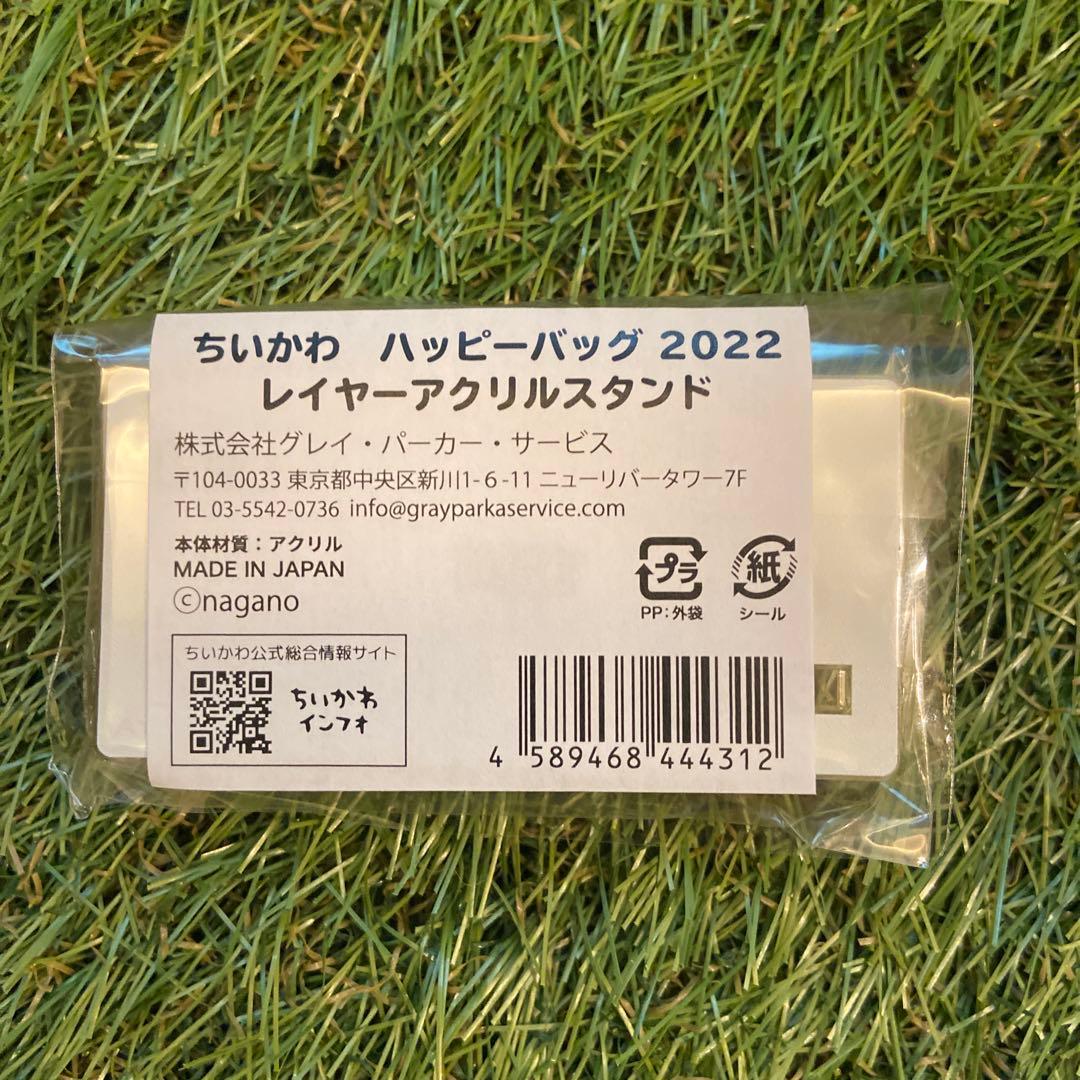 ちいかわ　ハッピーバッグ 2022
レイヤーアクリルスタンド
株式会社グレイ・パーカー・サービス
〒104-0033 東京都中央区新川1-6-11 ニューリバータワー7F
TEL 03-5542-0736 info@grayparkaservice.com
本体材質：アクリル
MADE IN JAPAN
ⓒnagano
プラ
PP：外袋
紙
シール
ちいかわ公式総合情報サイト
ちいかわ
インフォ
4 589468 444312